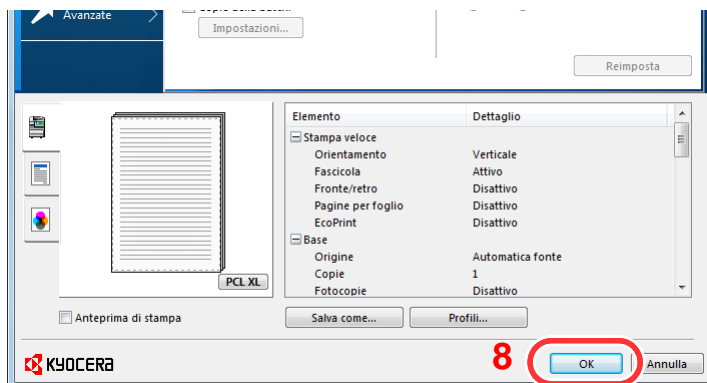 Avanzate
Impostazioni...
Reimposta
Elemento Dettaglio
Stampa veloce
Orientamento Verticale
Fascicola Attivo
Fronte/retro Disattivo
Pagine per foglio Disattivo
EcoPrint Disattivo
Base
Origine Automatica fonte
Copie 1
Fotocopie Disattivo
PCL XL
Anteprima di stampa
Salva come... Profili...
KYOCERA
8
OK
Annulla